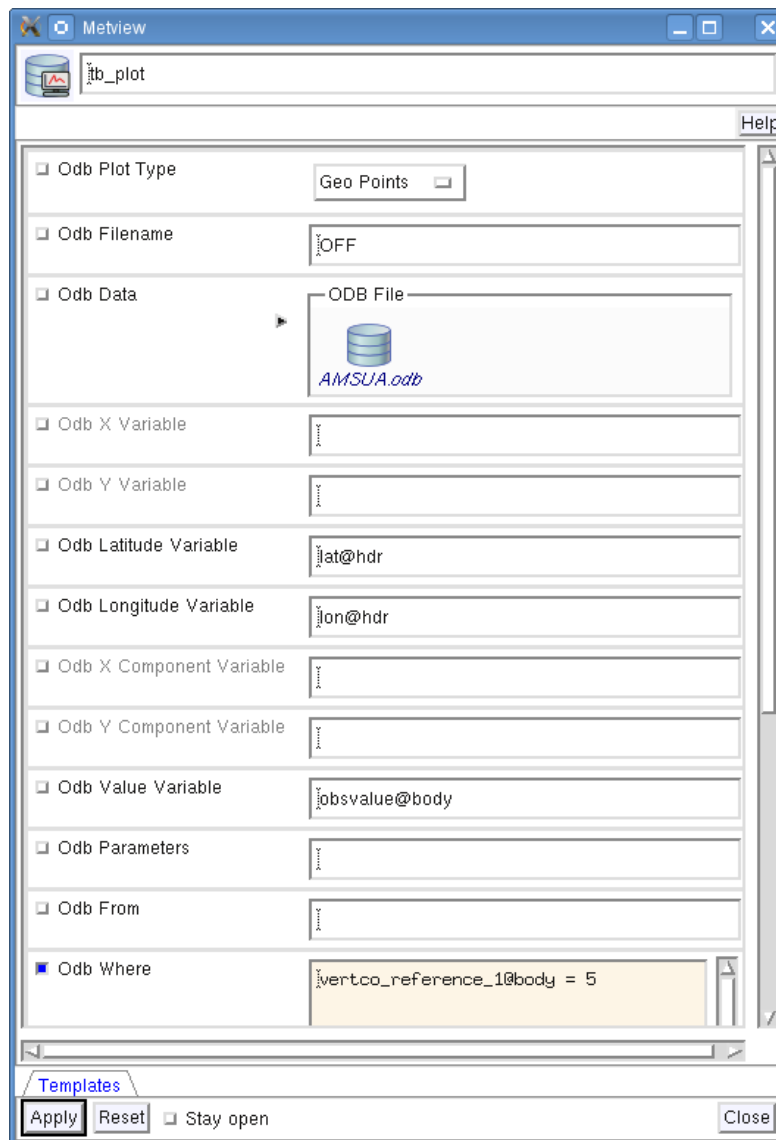 Metview
tb_plot
Help
Odb Plot Type
Geo Points
Odb Filename
OFF
Odb Data
ODB File
AMSUA.odb
Odb X Variable
Odb Y Variable
Odb Latitude Variable
lat@hdr
Odb Longitude Variable
lon@hdr
Odb X Component Variable
Odb Y Component Variable
Odb Value Variable
obsvalue@body
Odb Parameters
Odb From
Odb Where
vertco_reference_1@body = 5
Templates
Apply Reset Stay open Close